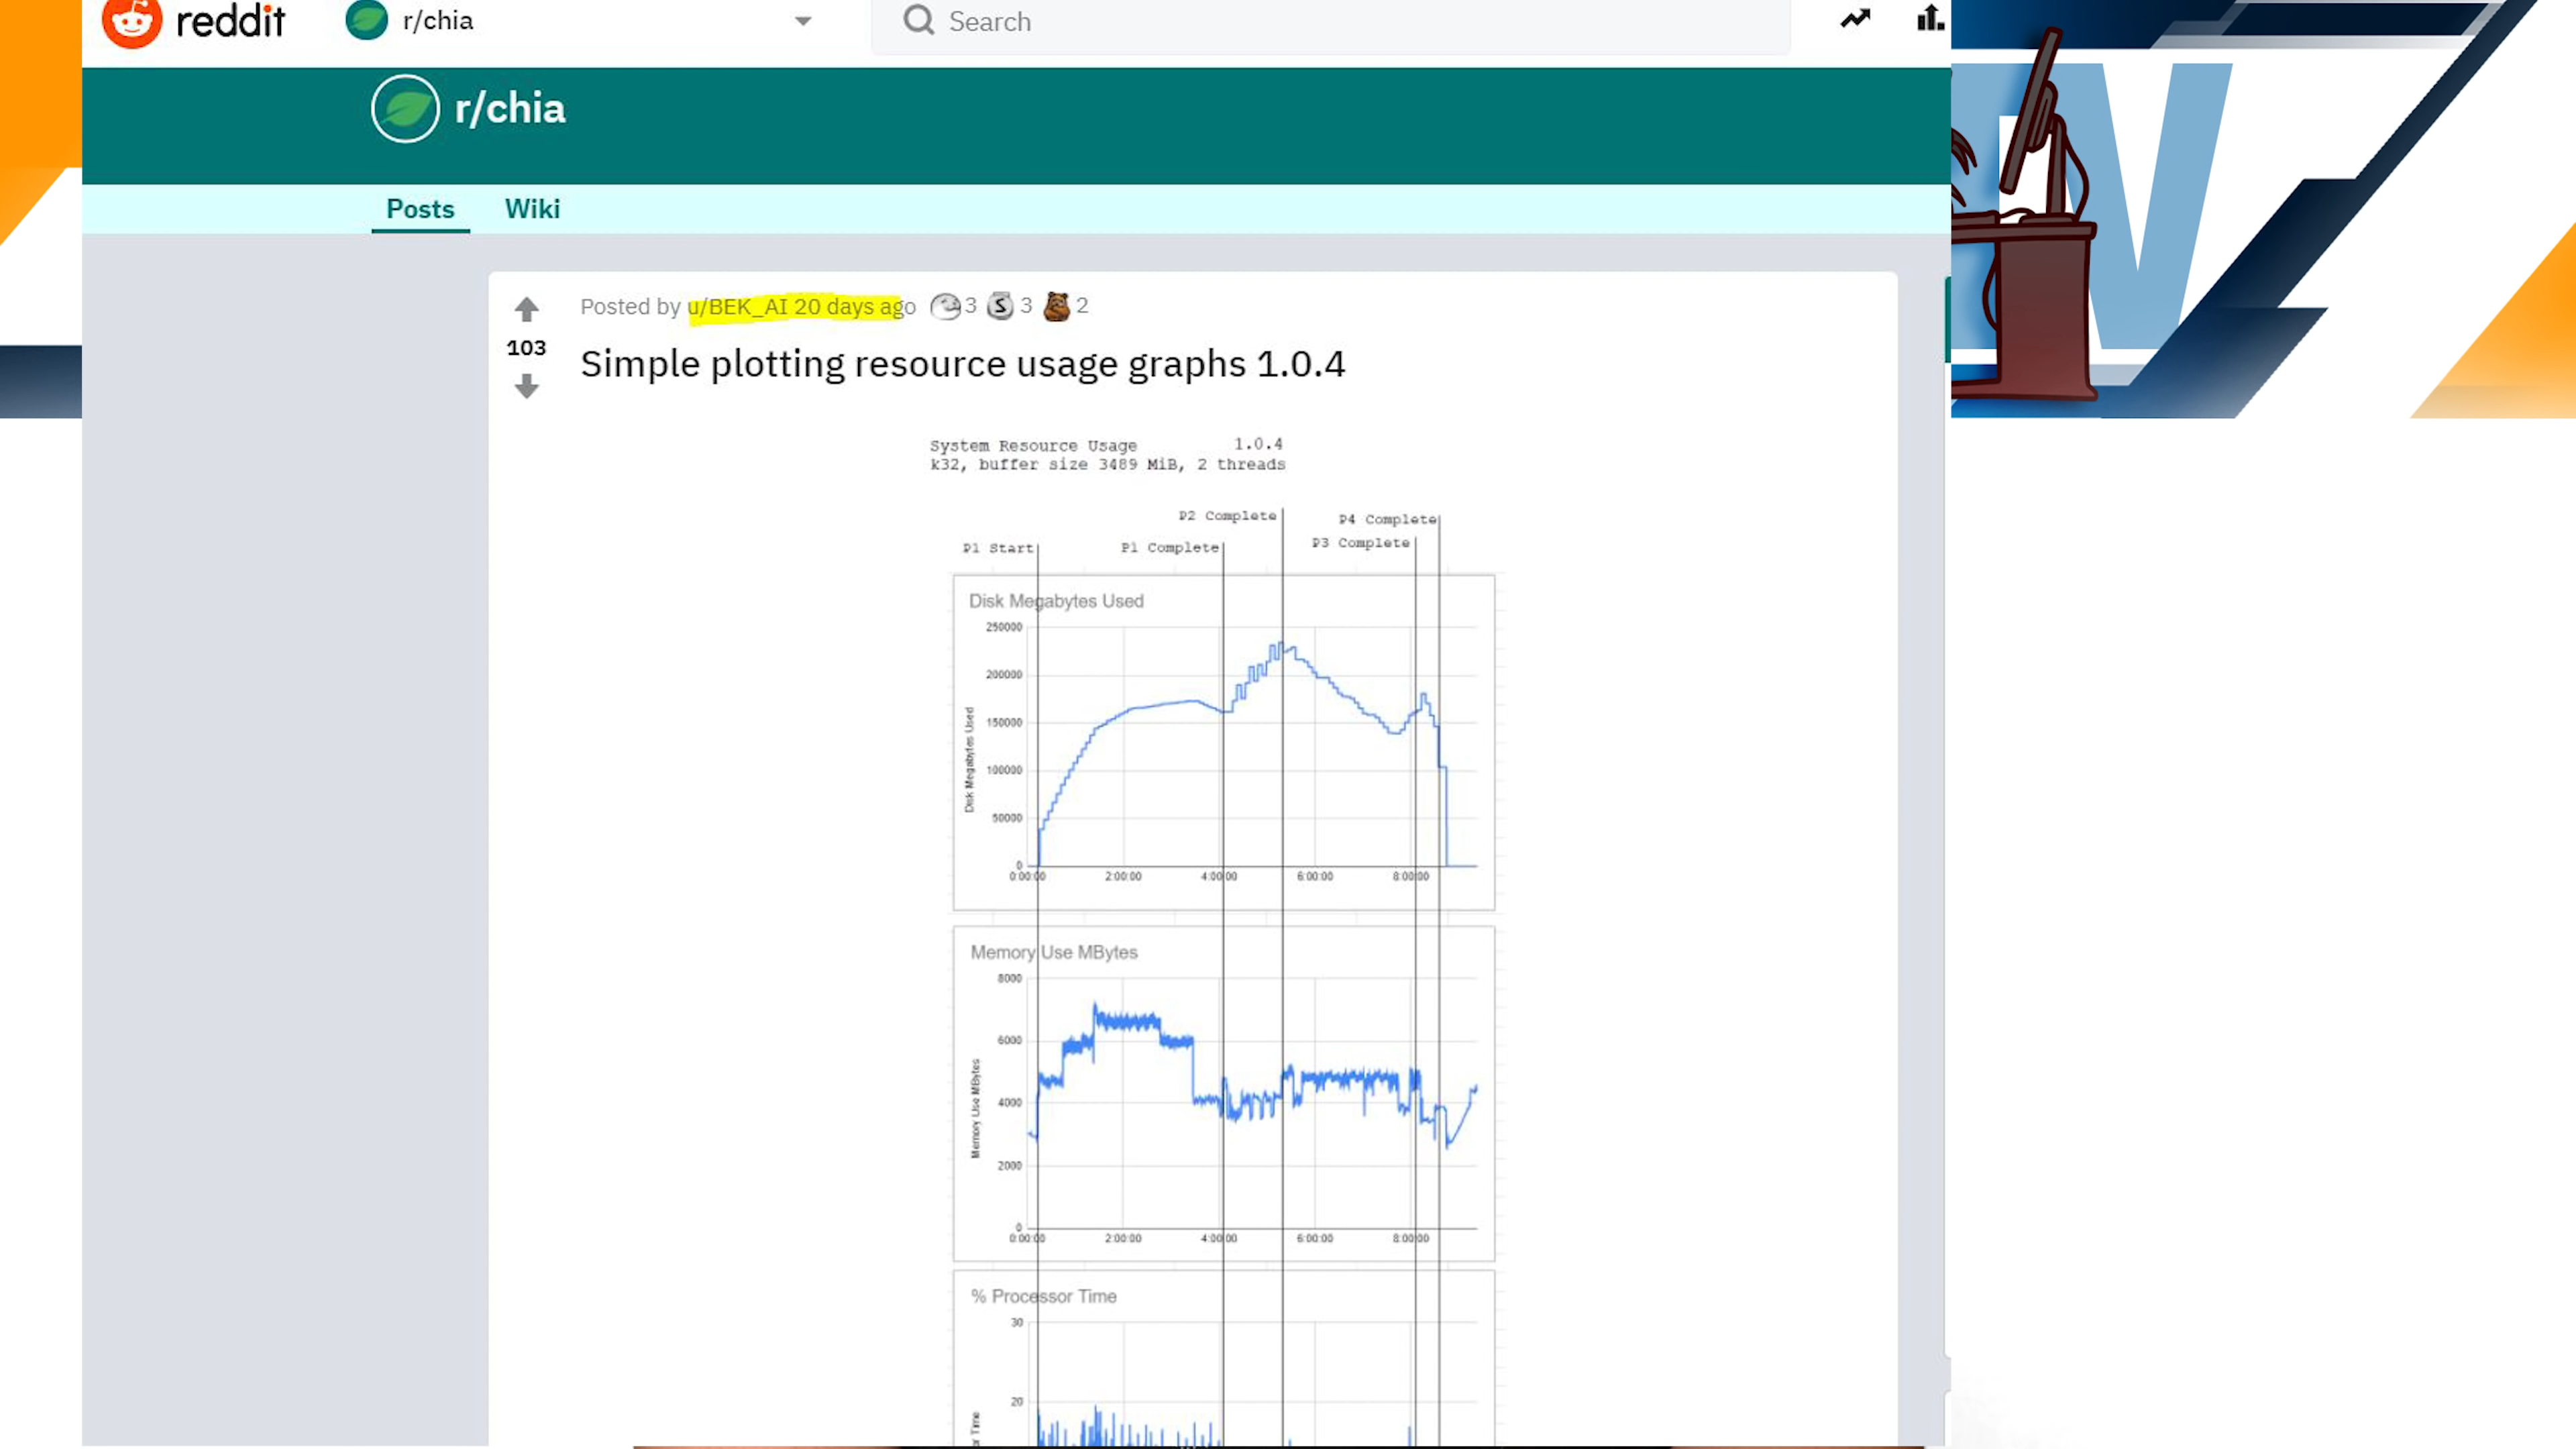 reddit r/chia Search
r/chia
Posts Wiki
Posted by u/BEK_AI 20 days ago 3 3 2
103
Simple plotting resource usage graphs 1.0.4
System Resource Usage 1.0.4
k32, buffer size 3489 MiB, 2 threads
P2 Complete P4 Complete
P3 Complete
P1 Start P1 Complete
Disk Megabytes Used
250000
200000
150000
100000
50000
0
Disk Megabytes Used
0:00:00 2:00:00 4:00:00 6:00:00 8:00:00
Memory Use MBytes
8000
6000
4000
2000
0
Memory Use MBytes
0:00:00 2:00:00 4:00:00 6:00:00 8:00:00
% Processor Time
30
20
Time